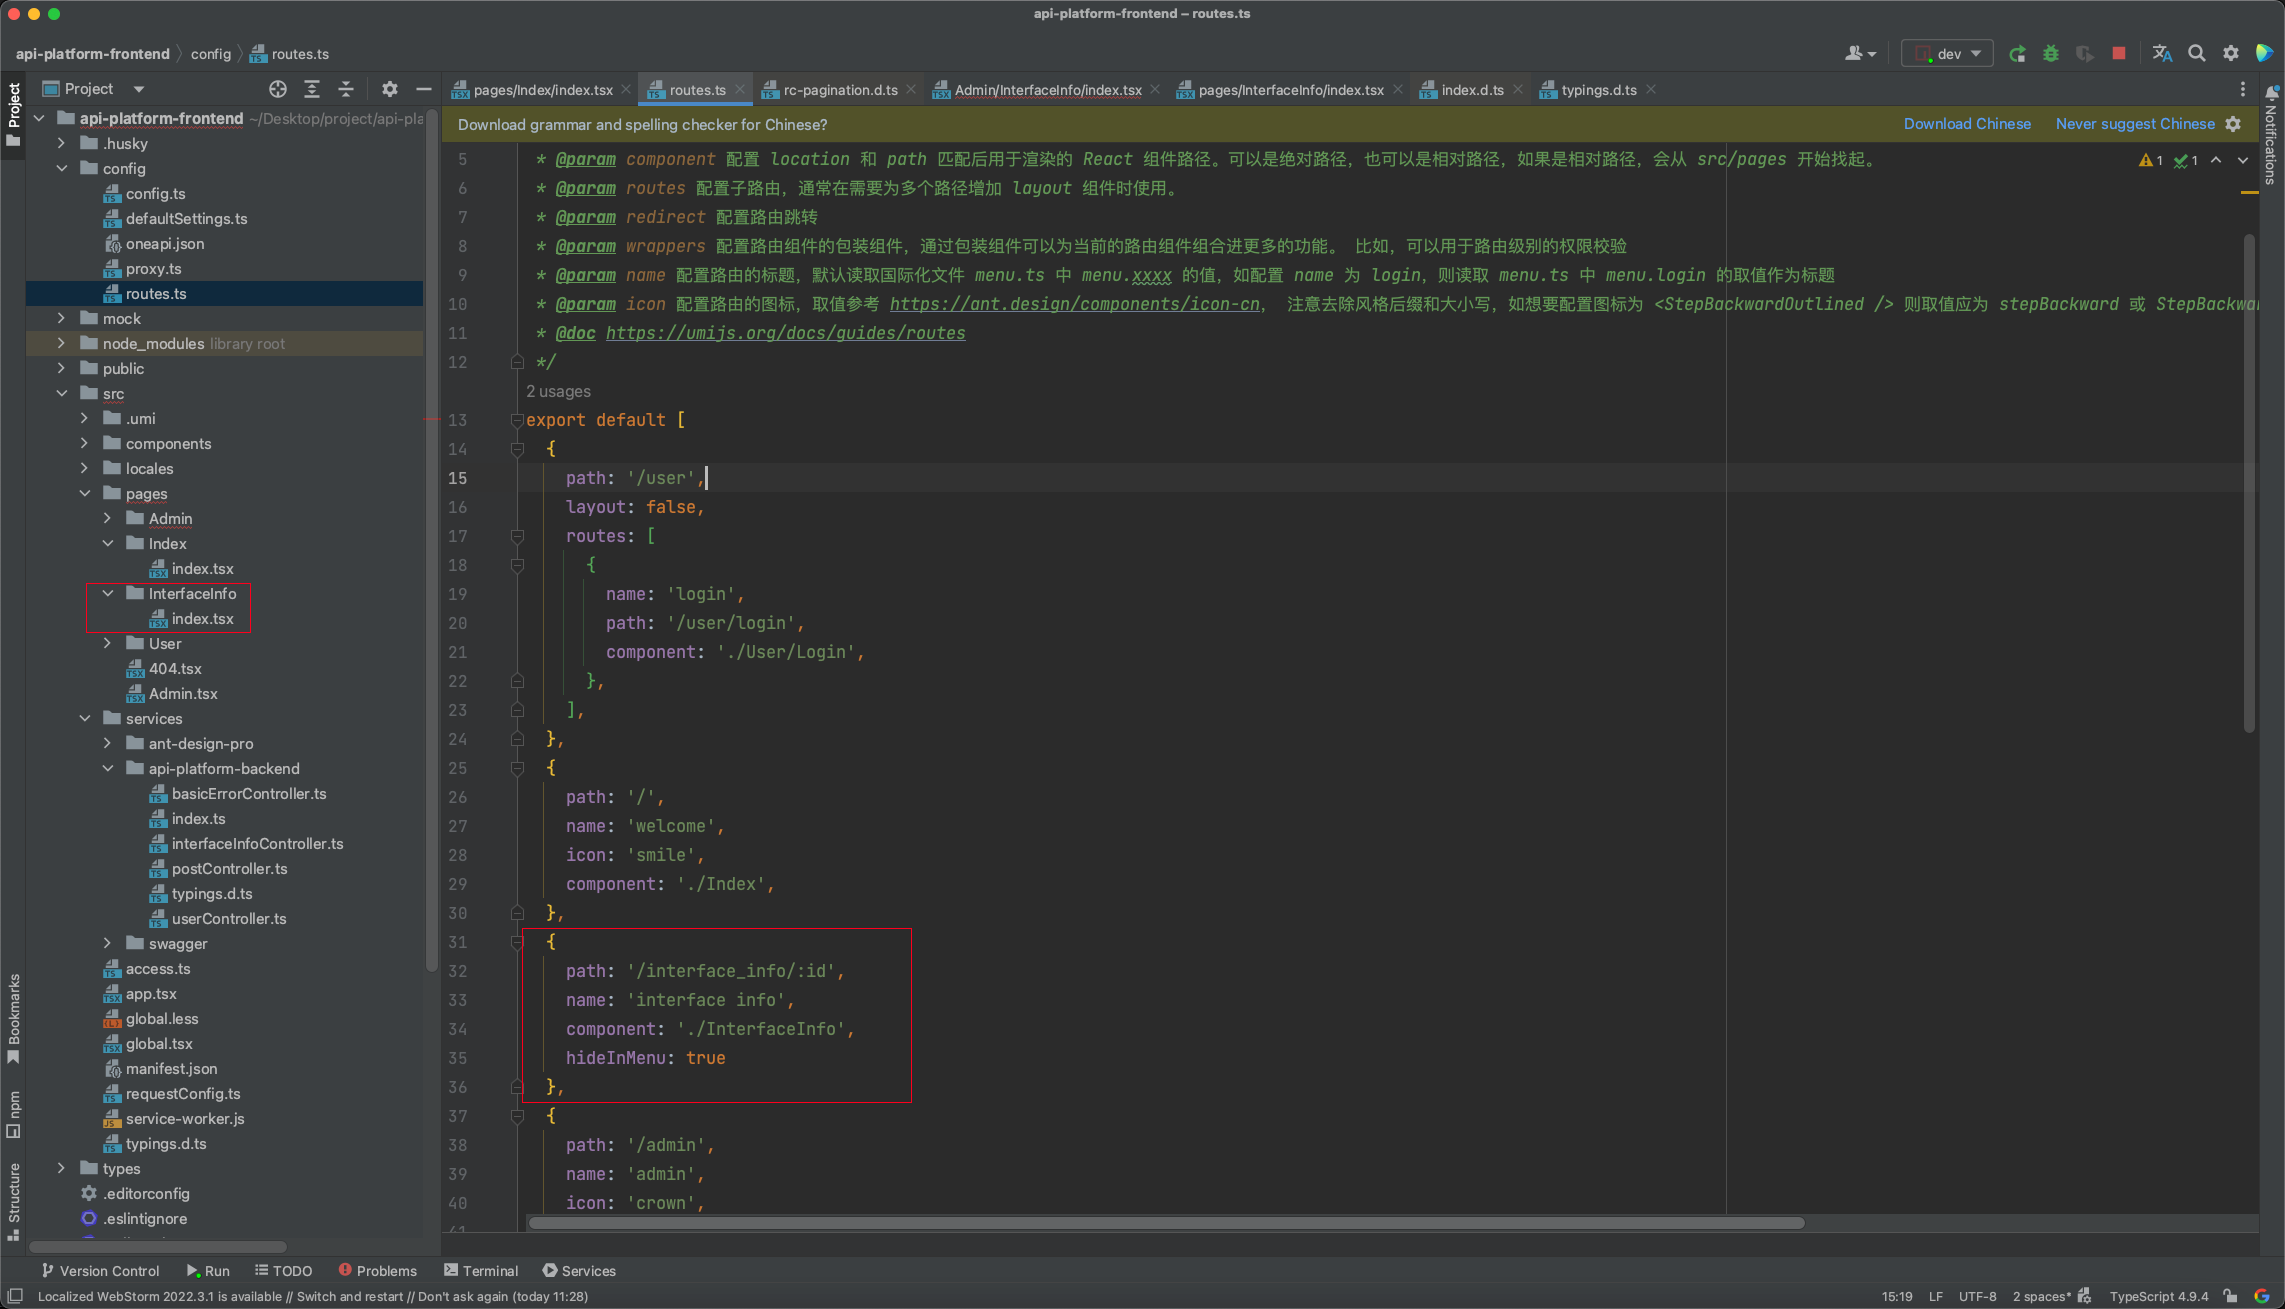 api-platform-frontend – routes.ts
api-platform-frontend
config
routes.ts
dev
Project
pages/Index/index.tsx
routes.ts
rc-pagination.d.ts
Admin/InterfaceInfo/index.tsx
pages/InterfaceInfo/index.tsx
index.d.ts
typings.d.ts
Project
Bookmarks
npm
Structure
Notifications
api-platform-frontend ~/Desktop/project/api-pla
.husky
config
config.ts
defaultSettings.ts
oneapi.json
proxy.ts
routes.ts
mock
node_modules library root
public
src
.umi
components
locales
pages
Admin
Index
index.tsx
InterfaceInfo
index.tsx
User
404.tsx
Admin.tsx
services
ant-design-pro
api-platform-backend
basicErrorController.ts
index.ts
interfaceInfoController.ts
postController.ts
typings.d.ts
userController.ts
swagger
access.ts
app.tsx
global.less
global.tsx
manifest.json
requestConfig.ts
service-worker.js
typings.d.ts
types
.editorconfig
.eslintignore
Download grammar and spelling checker for Chinese?
Download Chinese
Never suggest Chinese
1 1
5 * @param component 配置 location 和 path 匹配后用于渲染的 React 组件路径。可以是绝对路径，也可以是相对路径，如果是相对路径，会从 src/pages 开始找起。
6 * @param routes 配置子路由，通常在需要为多个路径增加 layout 组件时使用。
7 * @param redirect 配置路由跳转
8 * @param wrappers 配置路由组件的包装组件，通过包装组件可以为当前的路由组件组合进更多的功能。 比如，可以用于路由级别的权限校验
9 * @param name 配置路由的标题，默认读取国际化文件 menu.ts 中 menu.xxxx 的值，如配置 name 为 login，则读取 menu.ts 中 menu.login 的取值作为标题
10 * @param icon 配置路由的图标，取值参考 https://ant.design/components/icon-cn， 注意去除风格后缀和大小写，如想要配置图标为 <StepBackwardOutlined /> 则取值应为 stepBackward 或 StepBackwa
11 * @doc https://umijs.org/docs/guides/routes
12 */
2 usages
13 export default [
14 {
15 path: '/user',
16 layout: false,
17 routes: [
18 {
19 name: 'login',
20 path: '/user/login',
21 component: './User/Login',
22 },
23 ],
24 },
25 {
26 path: '/',
27 name: 'welcome',
28 icon: 'smile',
29 component: './Index',
30 },
31 {
32 path: '/interface_info/:id',
33 name: 'interface info',
34 component: './InterfaceInfo',
35 hideInMenu: true
36 },
37 {
38 path: '/admin',
39 name: 'admin',
40 icon: 'crown',
Version Control
Run
TODO
Problems
Terminal
Services
Localized WebStorm 2022.3.1 is available // Switch and restart // Don't ask again (today 11:28)
15:19 LF UTF-8 2 spaces* TypeScript 4.9.4